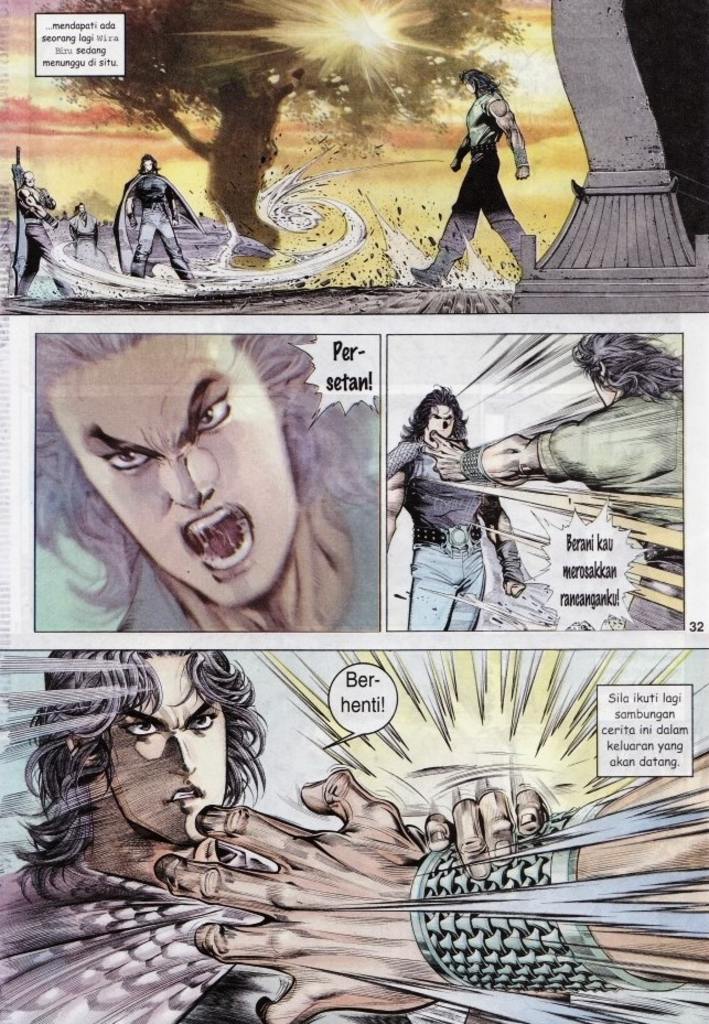 ...mendapati ada
seorang lagi Wira
Biru sedang
menunggu di situ.
Per-
setan!
Berani kau
merosakkan
rancanganku!
32
Ber-
henti!
Sila ikuti lagi
sambungan
cerita ini dalam
keluaran yang
akan datang.